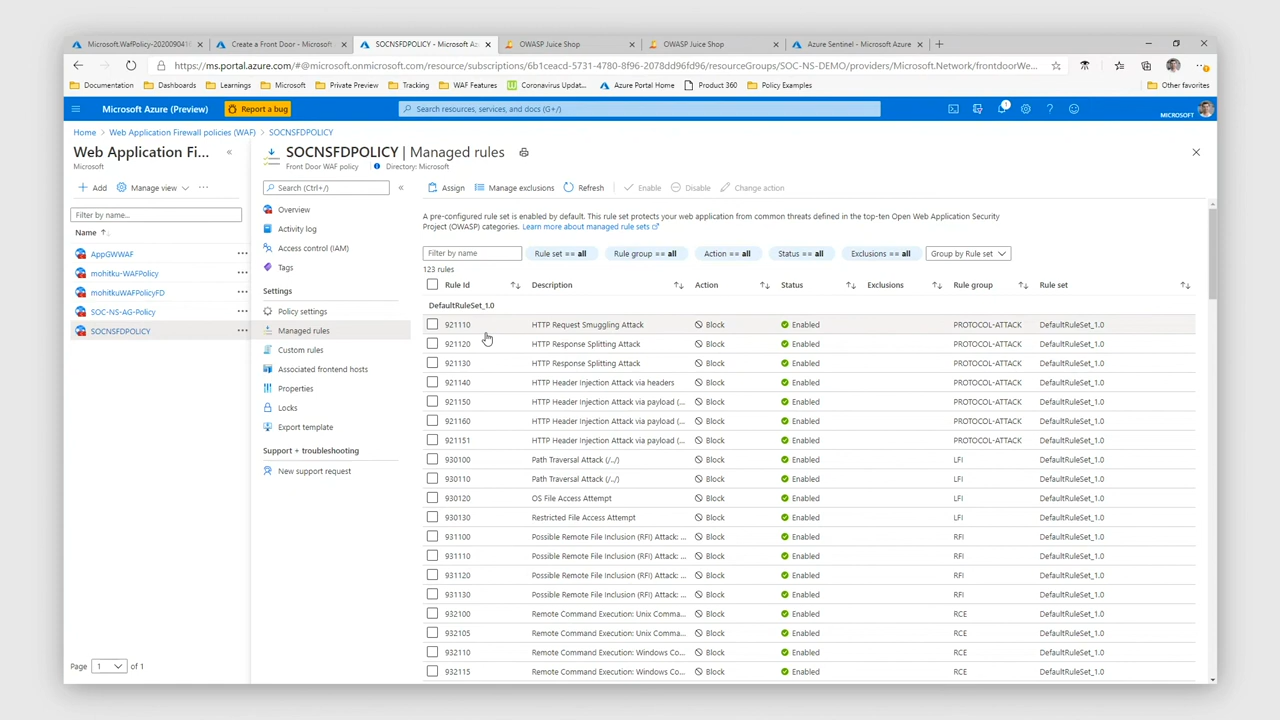 Microsoft.WafPolicy-2020090416
Create a Front Door - Microsoft
SOCNSFDPOLICY - Microsoft Az
OWASP Juice Shop
OWASP Juice Shop
Azure Sentinel - Microsoft Azure
https://ms.portal.azure.com/#@microsoft.onmicrosoft.com/resource/subscriptions/6b1ceacd-5731-4780-8f96-2078dd96fd96/resourceGroups/SOC-NS-DEMO/providers/Microsoft.Network/frontdoorWe...
Documentation
Dashboards
Learnings
Microsoft
Private Preview
Tracking
WAF Features
Coronavirus Updat...
Azure Portal Home
Product 360
Policy Examples
Other favorites
Microsoft Azure (Preview)
Report a bug
Search resources, services, and docs (G+/)
1
MICROSOFT
Home > Web Application Firewall policies (WAF) > SOCNSFDPOLICY
Web Application Fi...
Microsoft
«
Add
Manage view
...
Filter by name...
Name ↑
AppGWWAF ...
mohitku-WAFPolicy ...
mohitkuWAFPolicyFD ...
SOC-NS-AG-Policy ...
SOCNSFDPOLICY ...
Page 1 of 1
SOCNSFDPOLICY | Managed rules
Front Door WAF policy
Directory: Microsoft
Search (Ctrl+/)
«
Overview
Activity log
Access control (IAM)
Tags
Settings
Policy settings
Managed rules
Custom rules
Associated frontend hosts
Properties
Locks
Export template
Support + troubleshooting
New support request
Assign
Manage exclusions
Refresh
Enable
Disable
Change action
A pre-configured rule set is enabled by default. This rule set protects your web application from common threats defined in the top-ten Open Web Application Security
Project (OWASP) categories. Learn more about managed rule sets
Filter by name
Rule set == all
Rule group == all
Action == all
Status == all
Exclusions == all
Group by Rule set
123 rules
Rule Id Description Action Status Exclusions Rule group Rule set
DefaultRuleSet_1.0
921110 HTTP Request Smuggling Attack Block Enabled PROTOCOL-ATTACK DefaultRuleSet_1.0
921120 HTTP Response Splitting Attack Block Enabled PROTOCOL-ATTACK DefaultRuleSet_1.0
921130 HTTP Response Splitting Attack Block Enabled PROTOCOL-ATTACK DefaultRuleSet_1.0
921140 HTTP Header Injection Attack via headers Block Enabled PROTOCOL-ATTACK DefaultRuleSet_1.0
921150 HTTP Header Injection Attack via payload (... Block Enabled PROTOCOL-ATTACK DefaultRuleSet_1.0
921160 HTTP Header Injection Attack via payload (... Block Enabled PROTOCOL-ATTACK DefaultRuleSet_1.0
921151 HTTP Header Injection Attack via payload (... Block Enabled PROTOCOL-ATTACK DefaultRuleSet_1.0
930100 Path Traversal Attack (/../) Block Enabled LFI DefaultRuleSet_1.0
930110 Path Traversal Attack (/../) Block Enabled LFI DefaultRuleSet_1.0
930120 OS File Access Attempt Block Enabled LFI DefaultRuleSet_1.0
930130 Restricted File Access Attempt Block Enabled LFI DefaultRuleSet_1.0
931100 Possible Remote File Inclusion (RFI) Attack: ... Block Enabled RFI DefaultRuleSet_1.0
931110 Possible Remote File Inclusion (RFI) Attack: ... Block Enabled RFI DefaultRuleSet_1.0
931120 Possible Remote File Inclusion (RFI) Attack: ... Block Enabled RFI DefaultRuleSet_1.0
931130 Possible Remote File Inclusion (RFI) Attack: ... Block Enabled RFI DefaultRuleSet_1.0
932100 Remote Command Execution: Unix Comma... Block Enabled RCE DefaultRuleSet_1.0
932105 Remote Command Execution: Unix Comma... Block Enabled RCE DefaultRuleSet_1.0
932110 Remote Command Execution: Windows Co... Block Enabled RCE DefaultRuleSet_1.0
932115 Remote Command Execution: Windows Co... Block Enabled RCE DefaultRuleSet_1.0